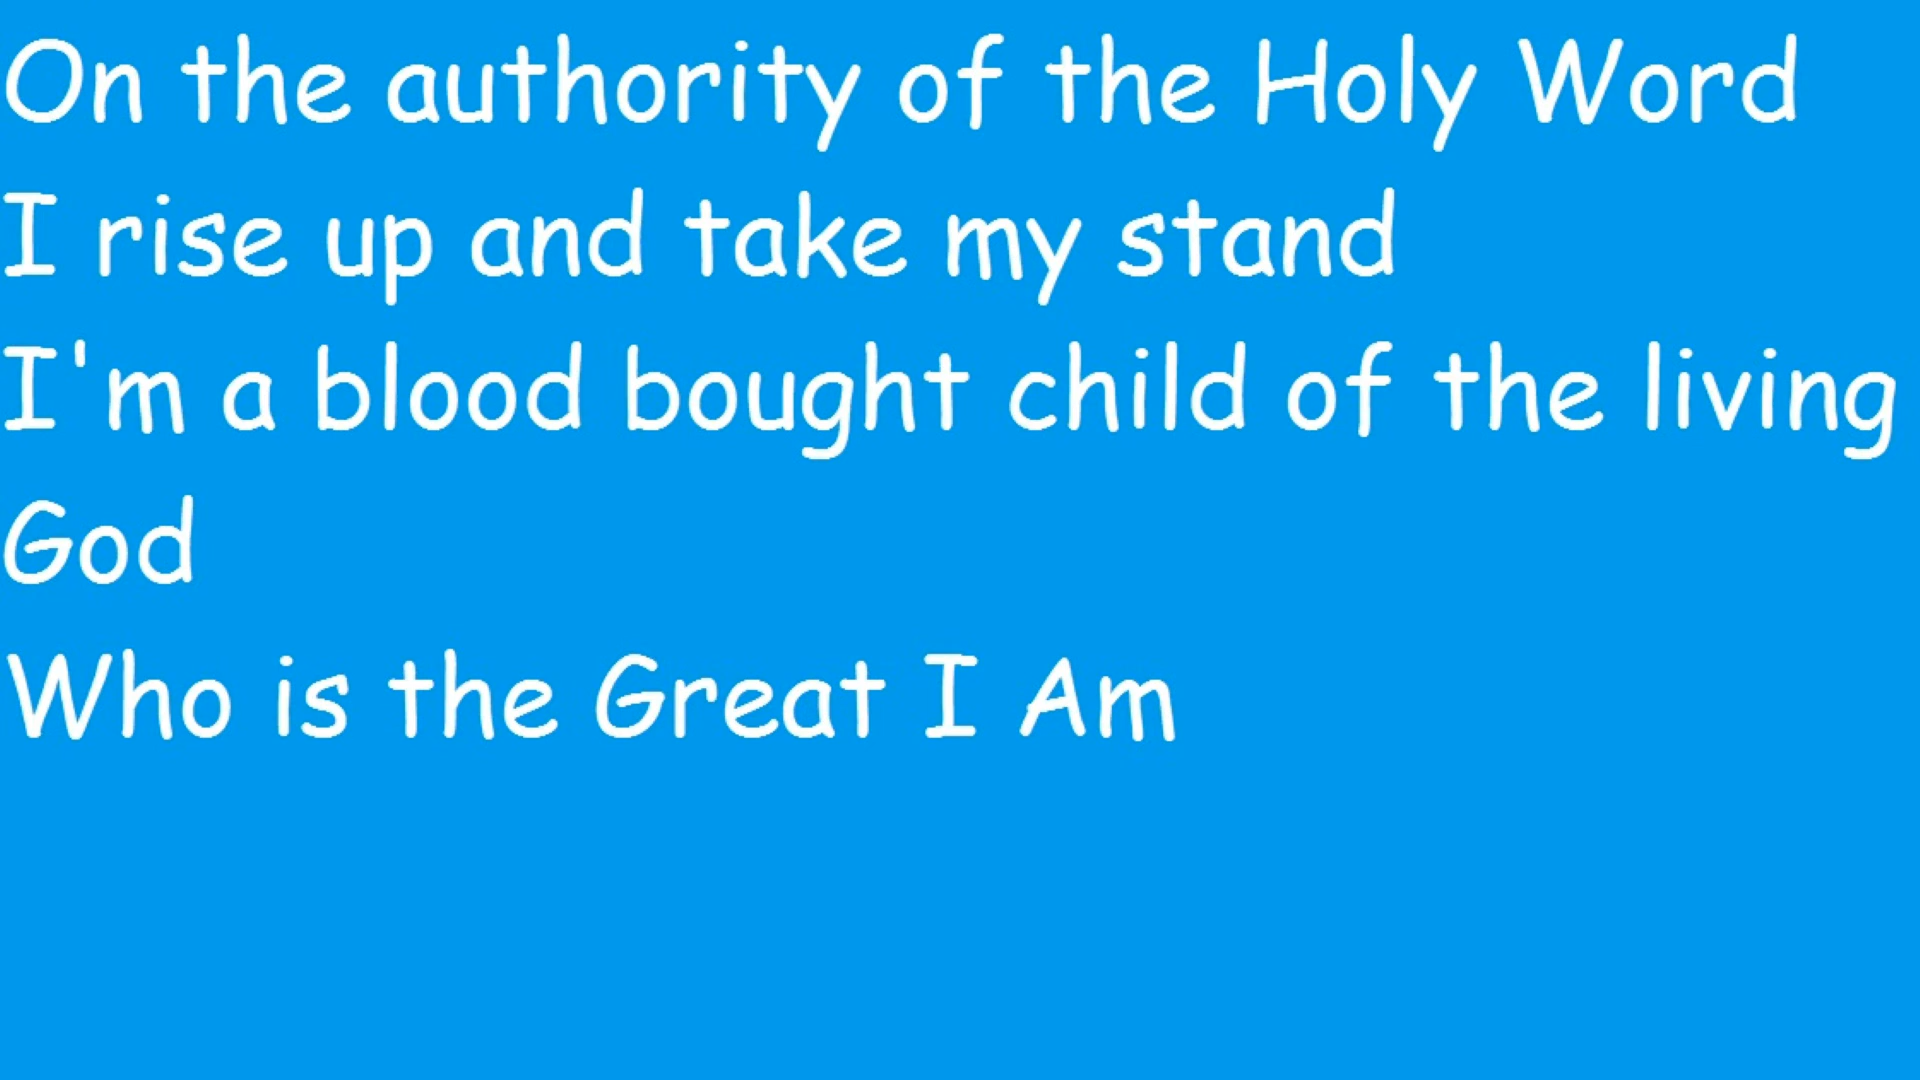 On the authority of the Holy Word
I rise up and take my stand
I'm a blood bought child of the living
God
Who is the Great I Am